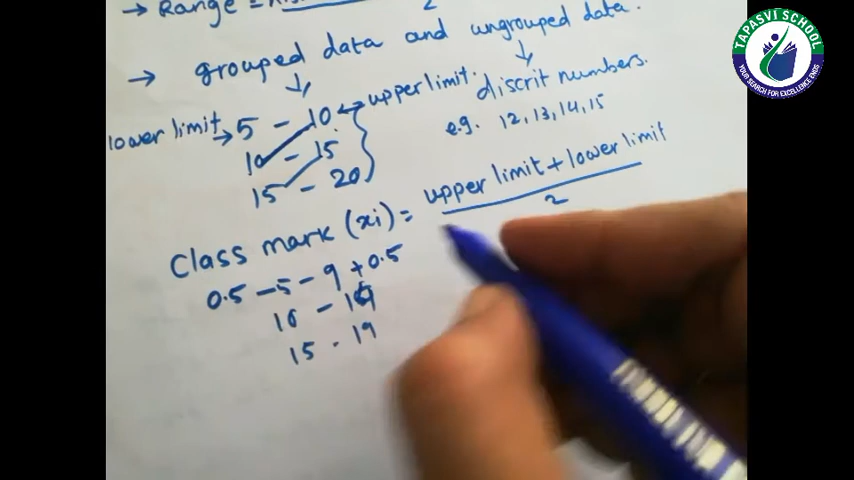 → Range =
2
→ grouped data and ungrouped data.
lower limit → 5 - 10 ↔ upper limit.
10 - 15
15 - 20
discrit numbers.
e.g. 12, 13, 14, 15
Class mark (xi) = upper limit + lower limit
2
0.5 - 5 - 9 + 0.5
10 - 14
15 - 19
TAPASVI SCHOOL
YOUR SEARCH FOR EXCELLENCE ENDS